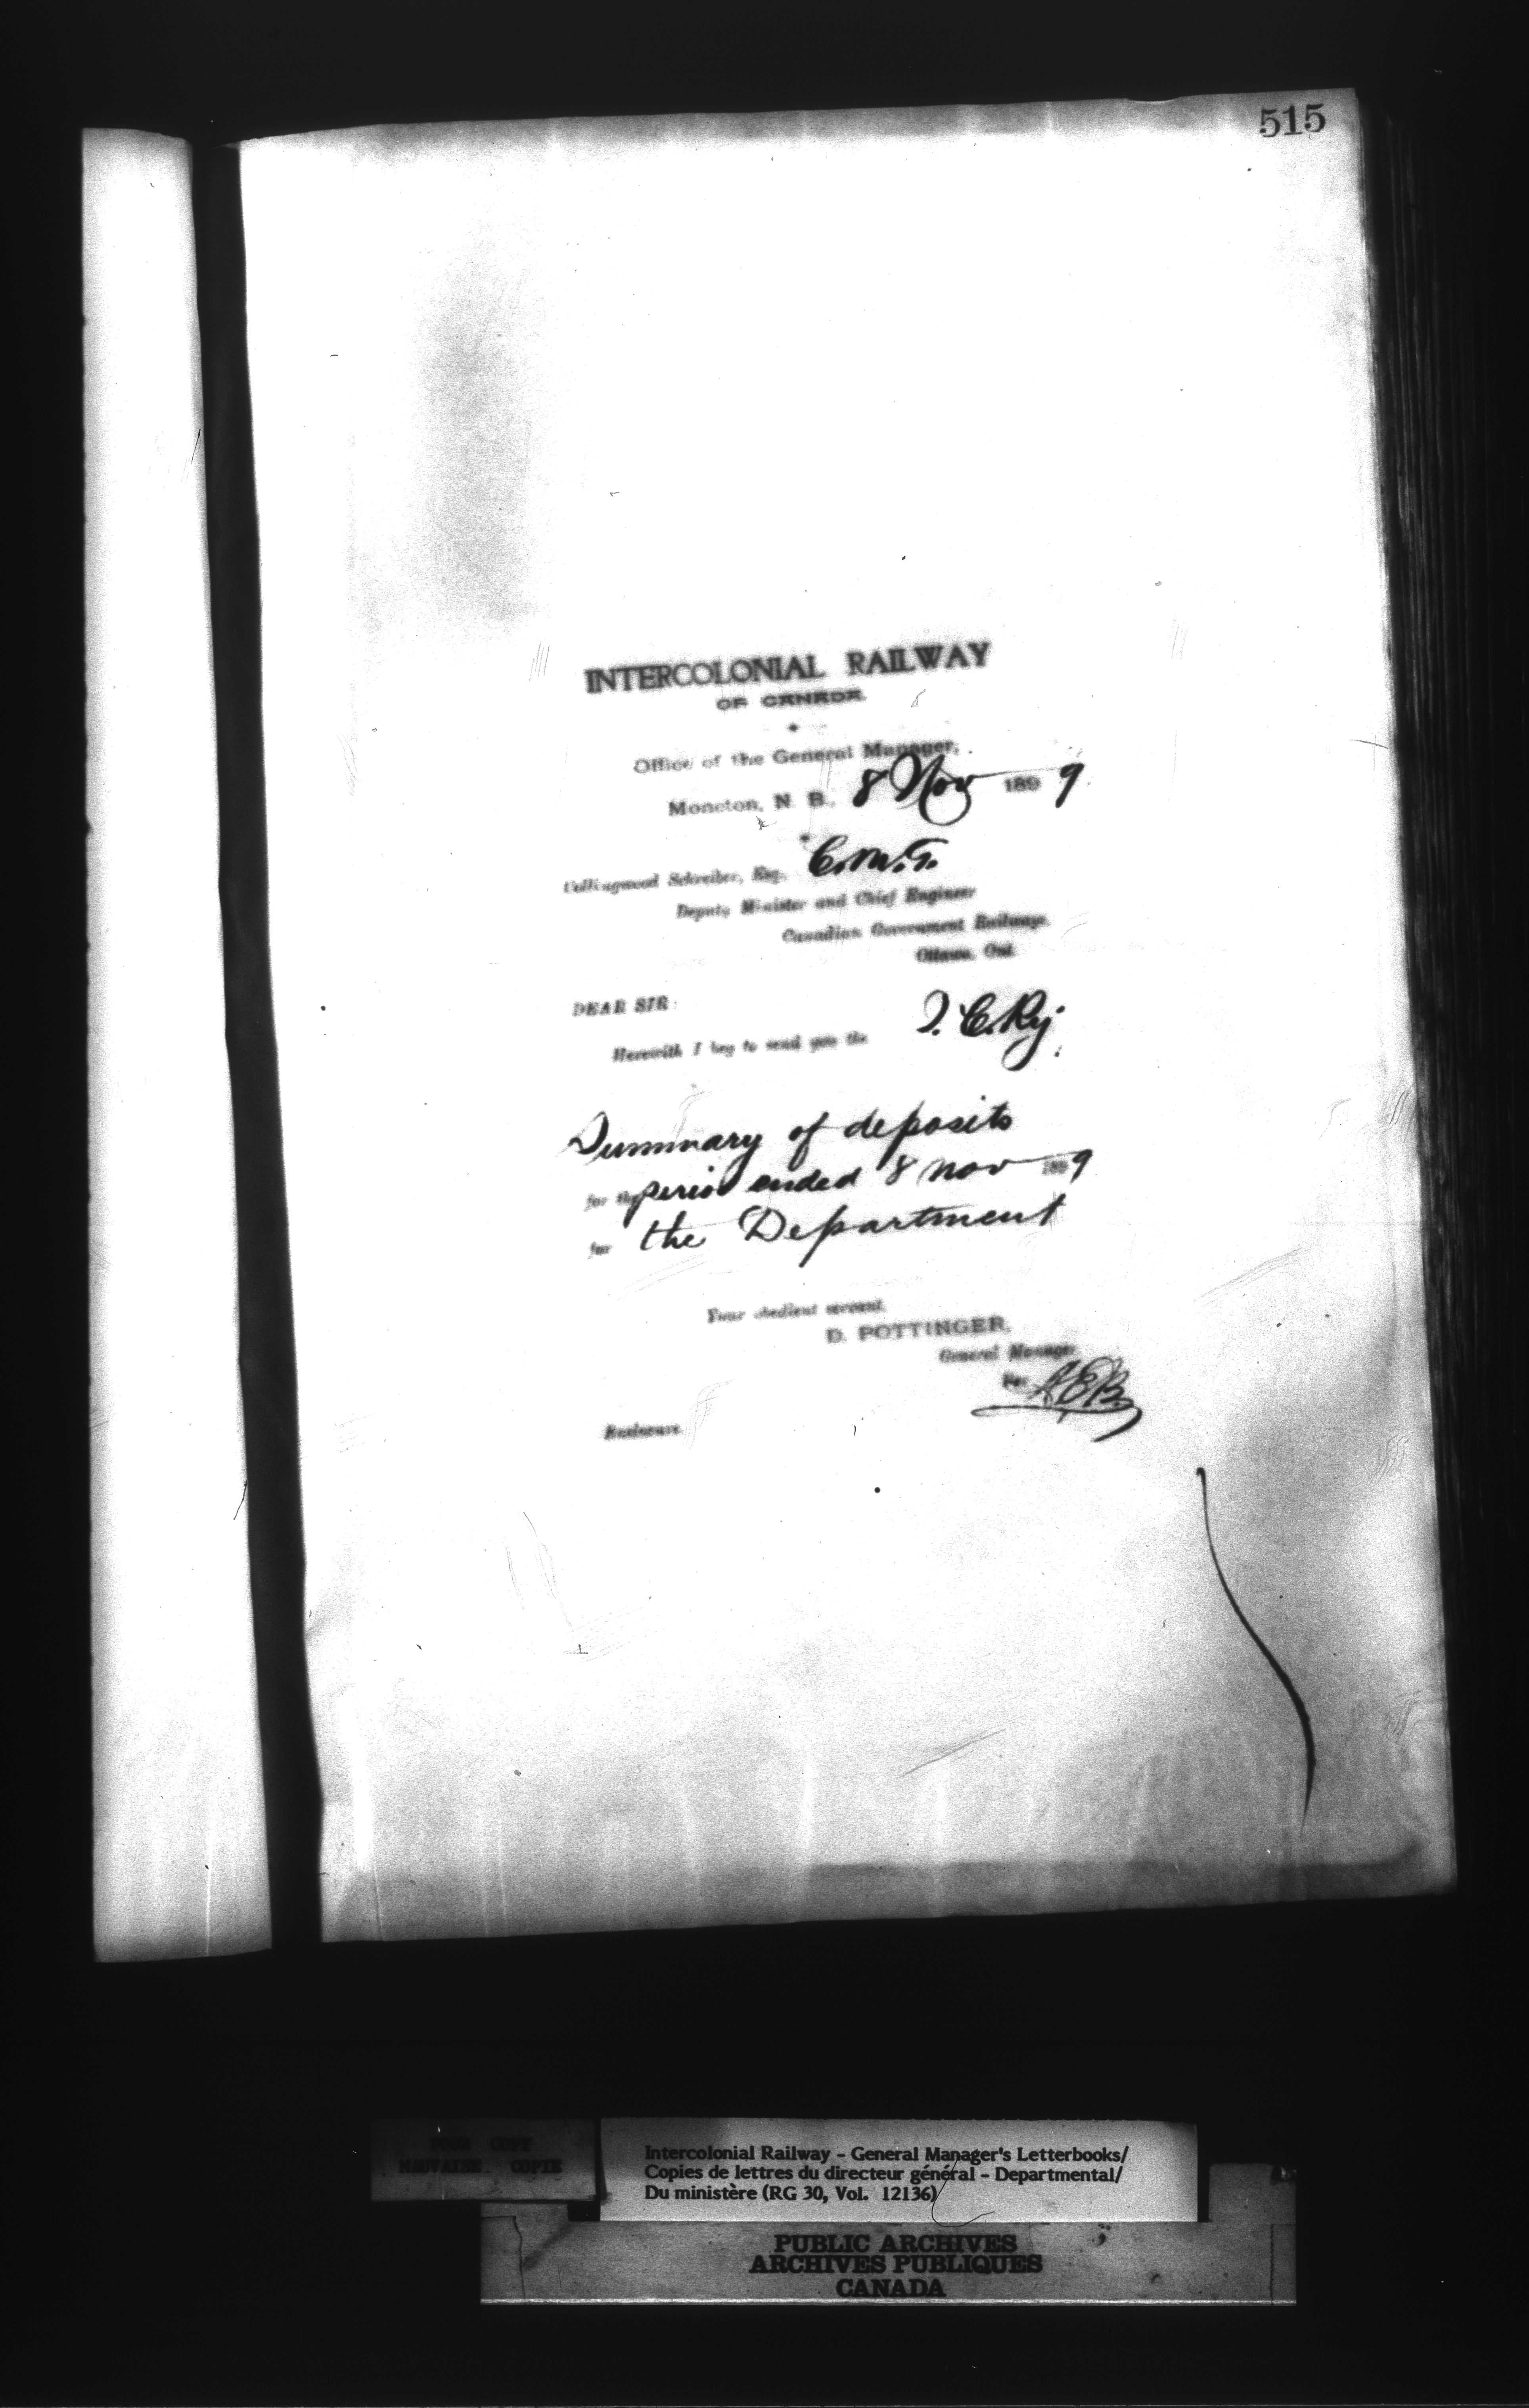 515
INTERCOLONIAL RAILWAY
OF CANADA
Office of the General Manager,
Moncton, N. B., 8 Nov 1899
Collingwood Schreiber, Esq., C.M.G.
Deputy Minister and Chief Engineer
Canadian Government Railways,
Ottawa, Ont.
DEAR SIR:
Herewith I beg to send you the I.C.Ry.
Summary of deposits
for the period ended 8 nov 1899
for the Department
Your obedient servant,
D. POTTINGER,
General Manager
Per A.E.B.
Enclosure.
POOR COPY
MAUVAISE COPIE
Intercolonial Railway - General Manager's Letterbooks/
Copies de lettres du directeur général - Departmental/
Du ministère (RG 30, Vol. 12136)
PUBLIC ARCHIVES
ARCHIVES PUBLIQUES
CANADA